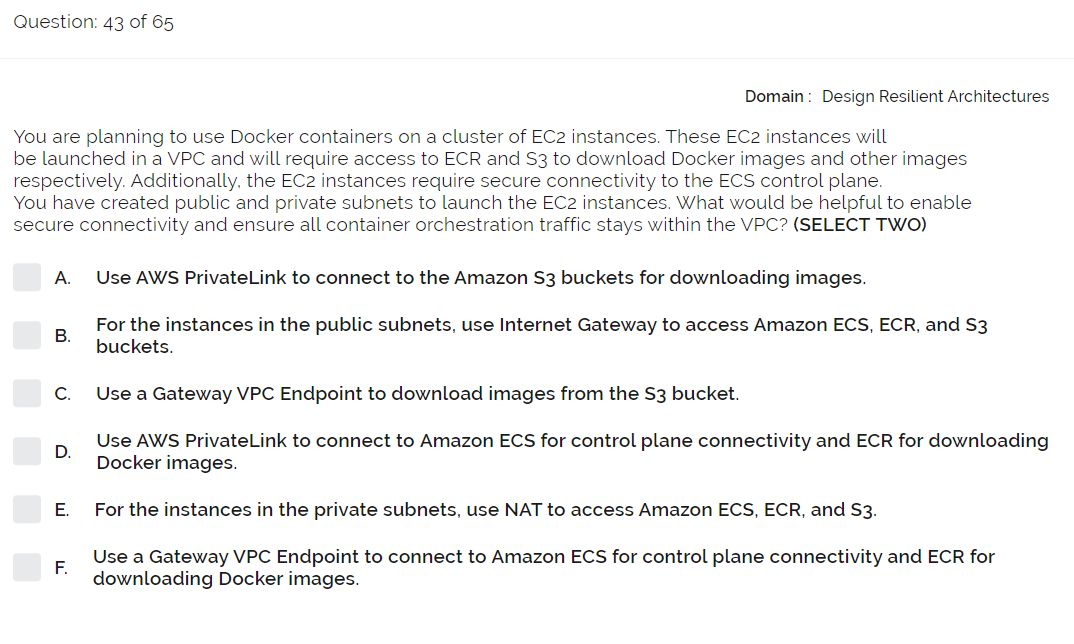 Question: 43 of 65
Domain : Design Resilient Architectures
You are planning to use Docker containers on a cluster of EC2 instances. These EC2 instances will
be launched in a VPC and will require access to ECR and S3 to download Docker images and other images
respectively. Additionally, the EC2 instances require secure connectivity to the ECS control plane.
You have created public and private subnets to launch the EC2 instances. What would be helpful to enable
secure connectivity and ensure all container orchestration traffic stays within the VPC? (SELECT TWO)
A. Use AWS PrivateLink to connect to the Amazon S3 buckets for downloading images.
B. For the instances in the public subnets, use Internet Gateway to access Amazon ECS, ECR, and S3
buckets.
C. Use a Gateway VPC Endpoint to download images from the S3 bucket.
D. Use AWS PrivateLink to connect to Amazon ECS for control plane connectivity and ECR for downloading
Docker images.
E. For the instances in the private subnets, use NAT to access Amazon ECS, ECR, and S3.
F. Use a Gateway VPC Endpoint to connect to Amazon ECS for control plane connectivity and ECR for
downloading Docker images.